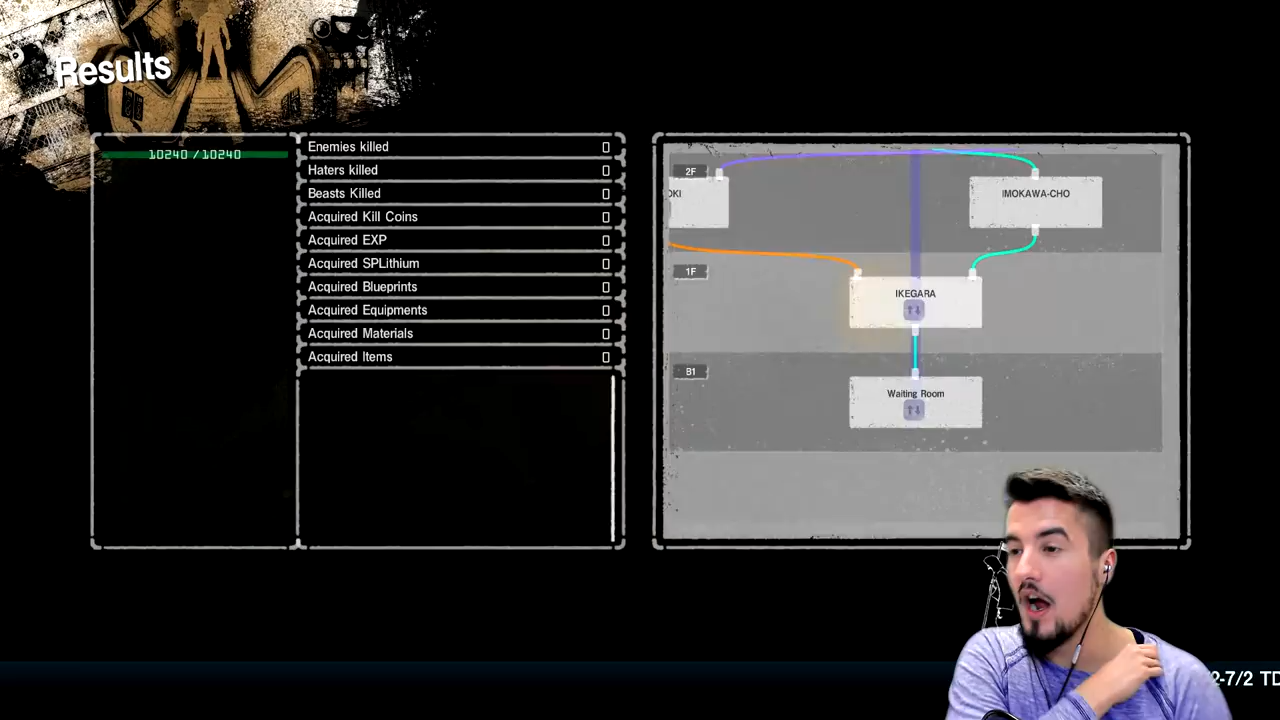 Results
10240 / 10240
Enemies killed 0
Haters killed 0
Beasts Killed 0
Acquired Kill Coins 0
Acquired EXP 0
Acquired SPLithium 0
Acquired Blueprints 0
Acquired Equipments 0
Acquired Materials 0
Acquired Items 0
2F
OKI
IMOKAWA-CHO
1F
IKEGARA
B1
Waiting Room
2-7/2 TD